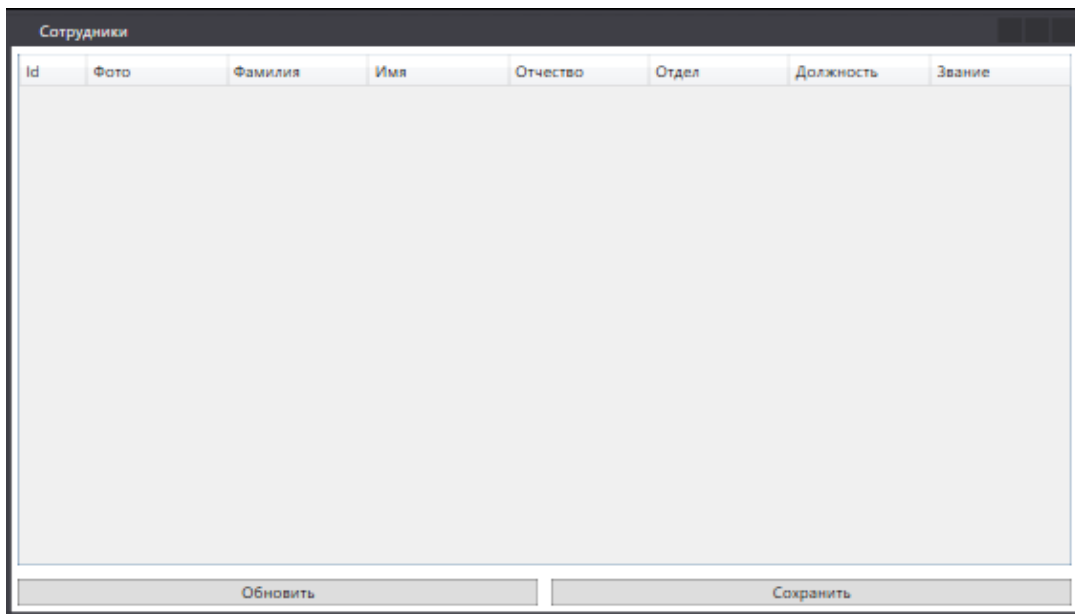 Сотрудники
Id Фото Фамилия Имя Отчество Отдел Должность Звание
Обновить Сохранить